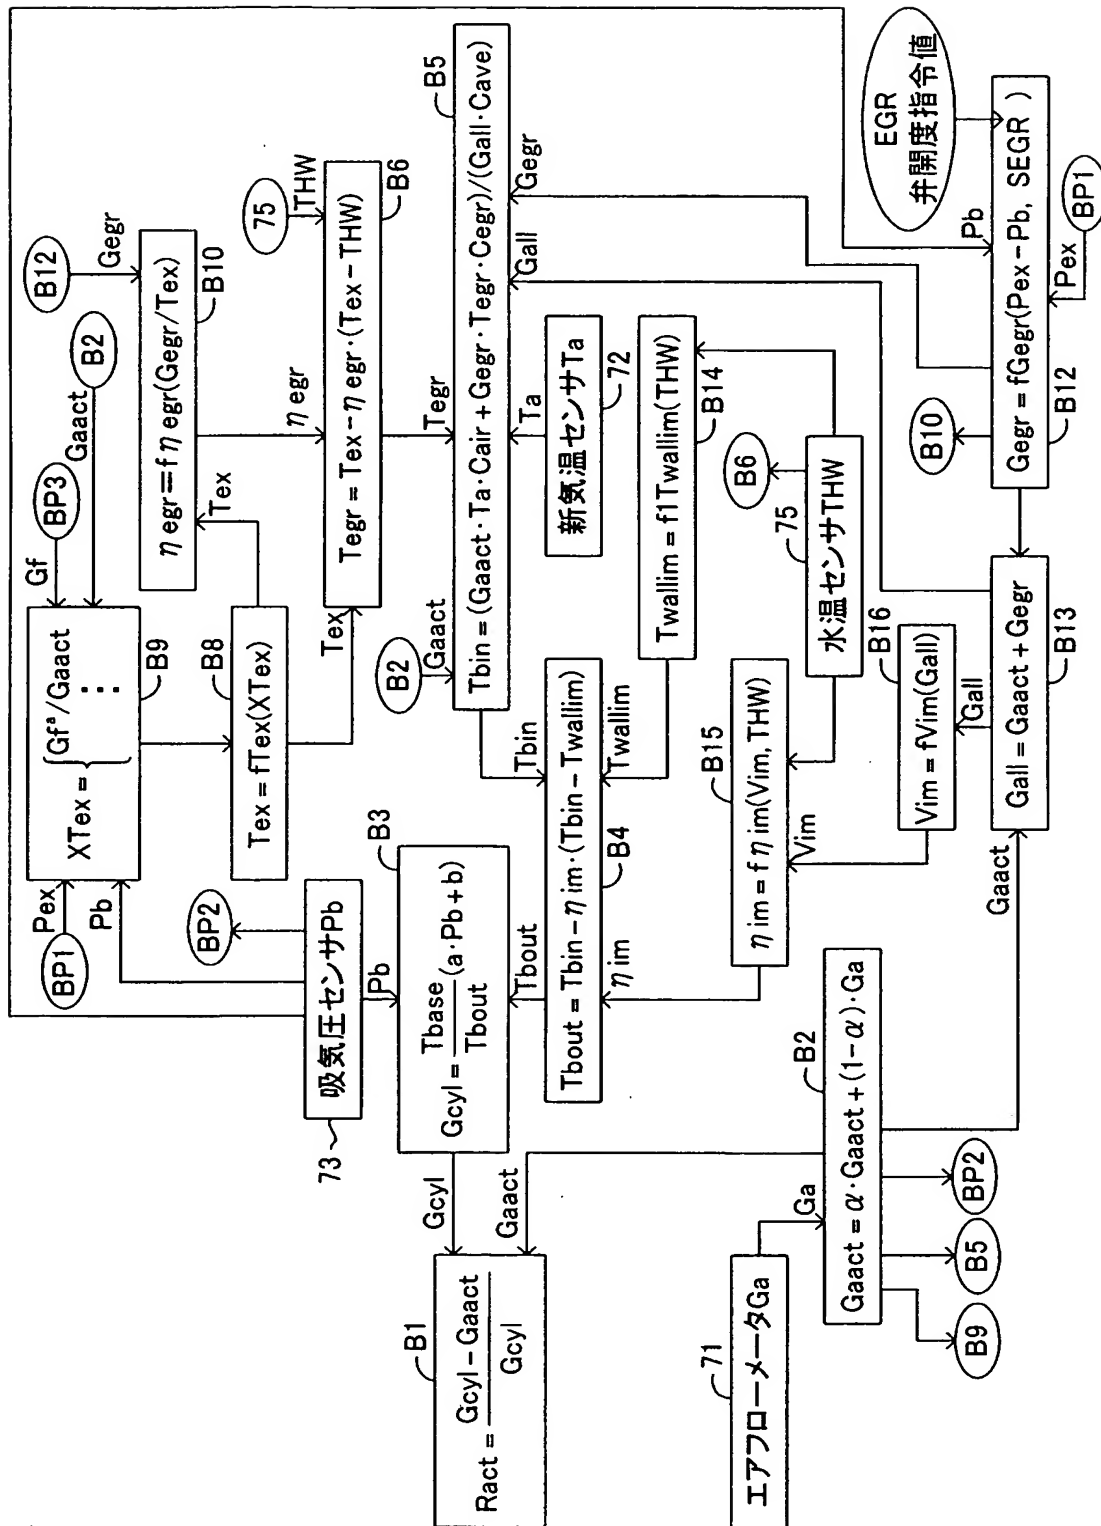 B1
Ract = Gcyl − Gaact / Gcyl
71
エアフローメータGa
Gcyl
Gaact
Ga
B2
Gaact = α・Gaact + (1−α)・Ga
B9
B5
BP2
Gaact
73
吸気圧センサPb
BP2
Pb
B3
Gcyl = Tbase / Tbout (a・Pb + b)
Tbout
Tbout = Tbin − ηim・(Tbin − Twallim)
B4
ηim
Tbin
Twallim
B15
ηim = fηim(Vim, THW)
Vim
B16
Vim = fVim(Gall)
Gall
Gall = Gaact + Gegr
B13
BP1
Pex
Pb
XTex = { Gfª/Gaact
⋮
B9
Gf
BP3
Gaact
B2
B8
Tex = fTex(XTex)
Tex
Tex
B12
Gegr
ηegr = fηegr(Gegr/Tex)
B10
ηegr
75
THW
Tegr = Tex − ηegr・(Tex − THW)
B6
Tegr
B2
Gaact
Tbin = (Gaact・Ta・Cair + Gegr・Tegr・Cegr)/(Gall・Cave)
B5
Ta
Gall
Gegr
新気温センサTa
72
Twallim = f1Twallim(THW)
B14
B6
75
水温センサTHW
B10
Pb
EGR
弁開度指令値
Gegr = fGegr(Pex − Pb, SEGR )
B12
Pex
BP1